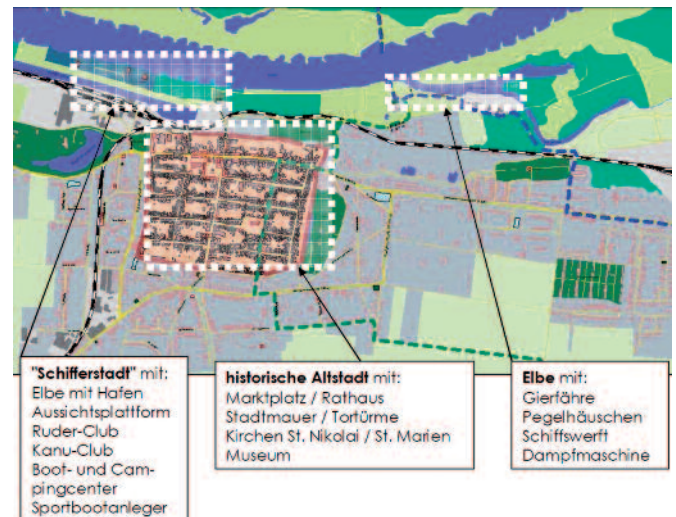 "Schifferstadt" mit:
Elbe mit Hafen
Aussichtsplattform
Ruder-Club
Kanu-Club
Boot- und Cam-
pingcenter
Sportbootanleger
historische Altstadt mit:
Marktplatz / Rathaus
Stadtmauer / Tortürme
Kirchen St. Nikolai / St. Marien
Museum
Elbe mit:
Gierfähre
Pegelhäuschen
Schiffswerft
Dampfmaschine